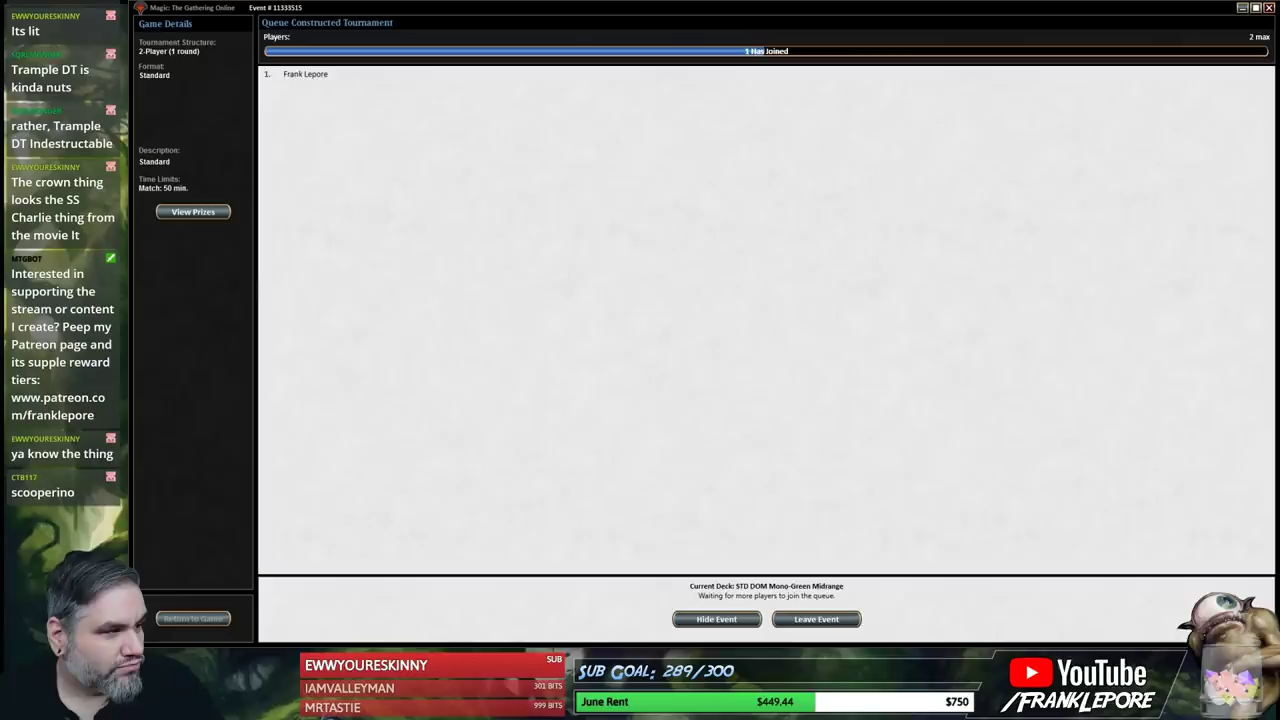 EWWYOURESKINNY
Its lit
Trample DT is
kinda nuts
rather, Trample
DT Indestructable
EWWYOURESKINNY
The crown thing
looks the SS
Charlie thing from
the movie It
MTGBOT
Interested in
supporting the
stream or content
I create? Peep my
Patreon page and
its supple reward
tiers:
www.patreon.co
m/franklepore
EWWYOURESKINNY
ya know the thing
CTB117
scooperino
Magic: The Gathering Online Event # 11333515
Game Details
Tournament Structure:
2-Player (1 round)
Format:
Standard
Description:
Standard
Time Limits:
Match: 50 min.
View Prizes
Return to Game
Queue Constructed Tournament
Players: 2 max
1 Has Joined
1. Frank Lepore
Current Deck: STD DOM Mono-Green Midrange
Waiting for more players to join the queue.
Hide Event Leave Event
EWWYOURESKINNY SUB
IAMVALLEYMAN 301 BITS
MRTASTIE 999 BITS
SUB GOAL: 289/300
June Rent $449.44 $750
YouTube
/FRANKLEPORE